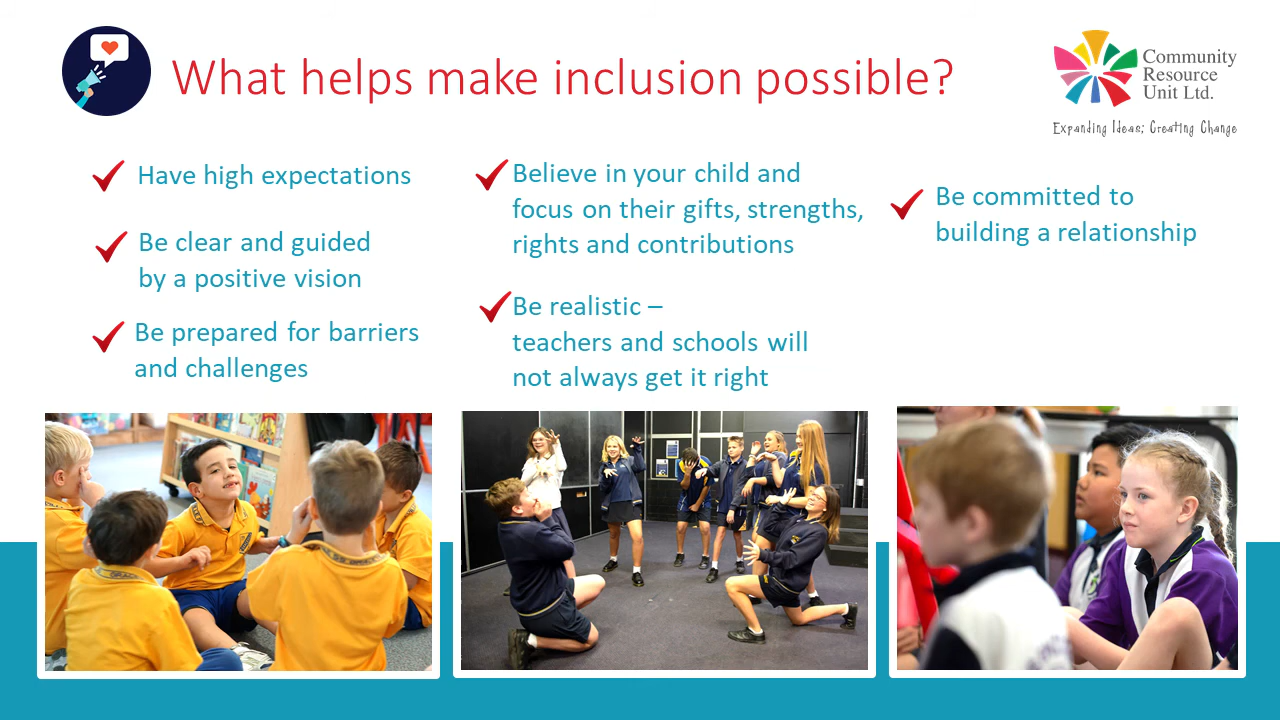 What helps make inclusion possible?
Community
Resource
Unit Ltd.
Expanding Ideas; Creating Change
Have high expectations
Be clear and guided
by a positive vision
Be prepared for barriers
and challenges
Believe in your child and
focus on their gifts, strengths,
rights and contributions
Be realistic –
teachers and schools will
not always get it right
Be committed to
building a relationship